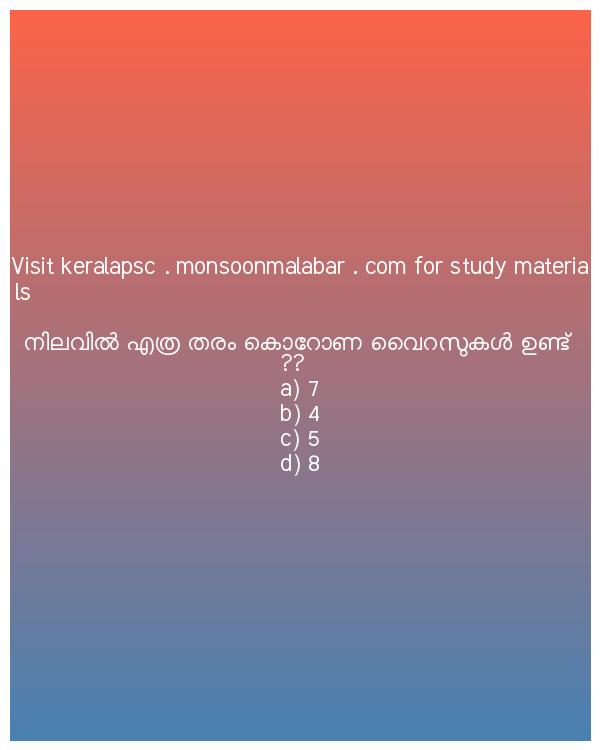 Visit keralapsc . monsoonmalabar . com for study materia
ls
നിലവിൽ എത്ര തരം കൊറോണ വൈറസുകൾ ഉണ്ട്
??
a) 7
b) 4
c) 5
d) 8